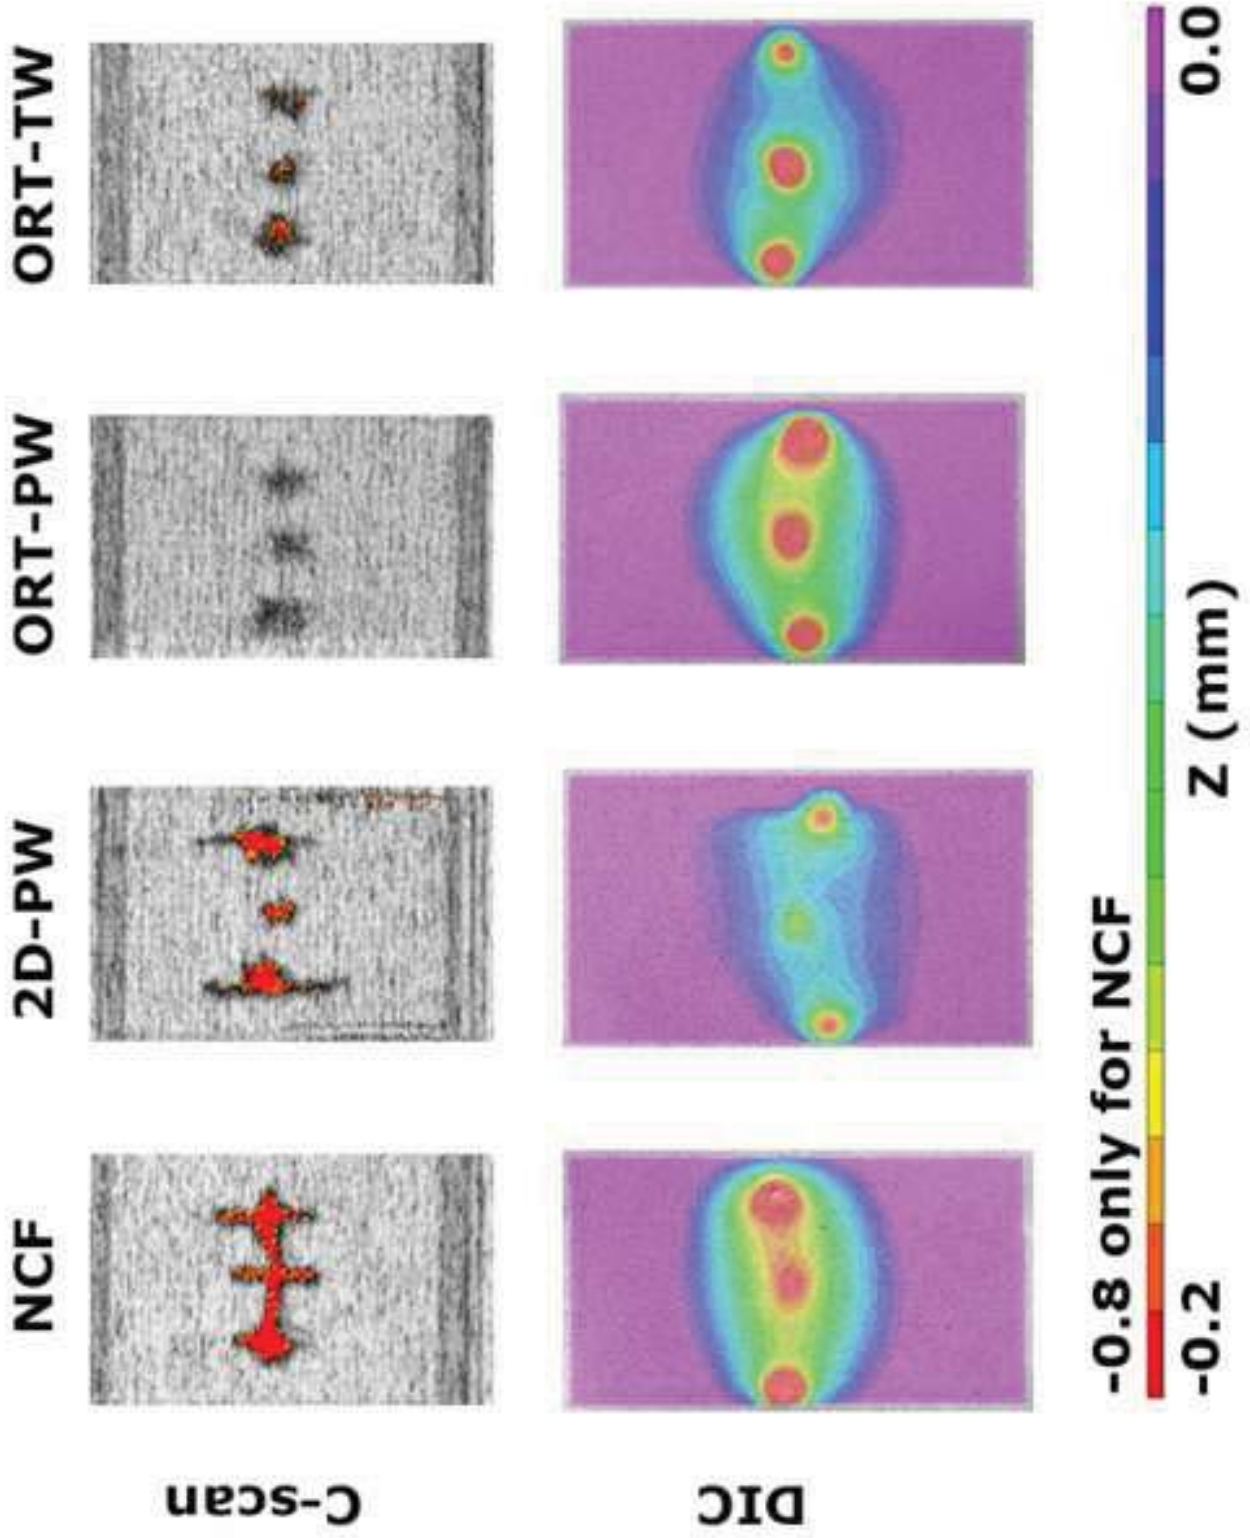 NCF
2D-PW
ORT-PW
ORT-TW
C-scan
DIC
-0.8 only for NCF
-0.2
Z (mm)
0.0